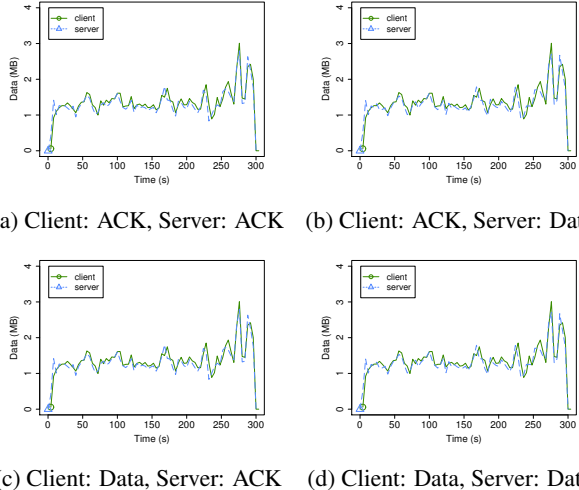 client
server
Data (MB)
0 1 2 3 4
0 50 100 150 200 250 300
Time (s)
client
server
Data (MB)
0 1 2 3 4
0 50 100 150 200 250 300
Time (s)
a) Client: ACK, Server: ACK
(b) Client: ACK, Server: Dat
client
server
Data (MB)
0 1 2 3 4
0 50 100 150 200 250 300
Time (s)
client
server
Data (MB)
0 1 2 3 4
0 50 100 150 200 250 300
Time (s)
(c) Client: Data, Server: ACK
(d) Client: Data, Server: Dat